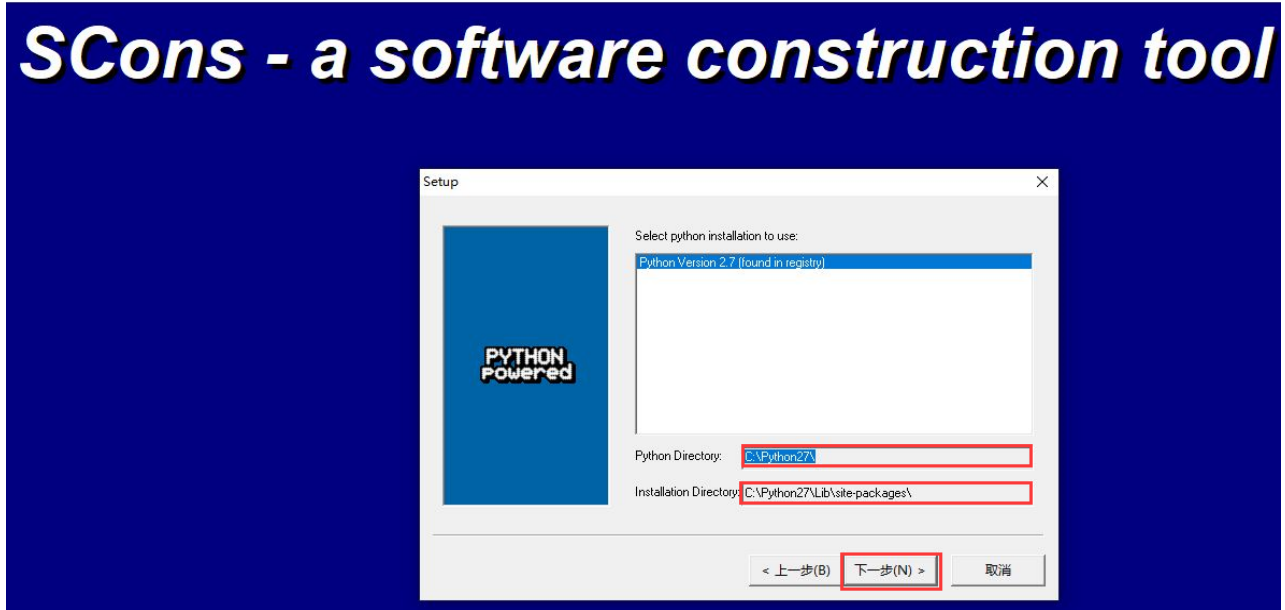 SCons - a software construction tool
Setup
Select python installation to use:
Python Version 2.7 (found in registry)
PYTHON
Powered
Python Directory: C:\Python27\
Installation Directory: C:\Python27\Lib\site-packages\
< 上一步(B) 下一步(N) > 取消